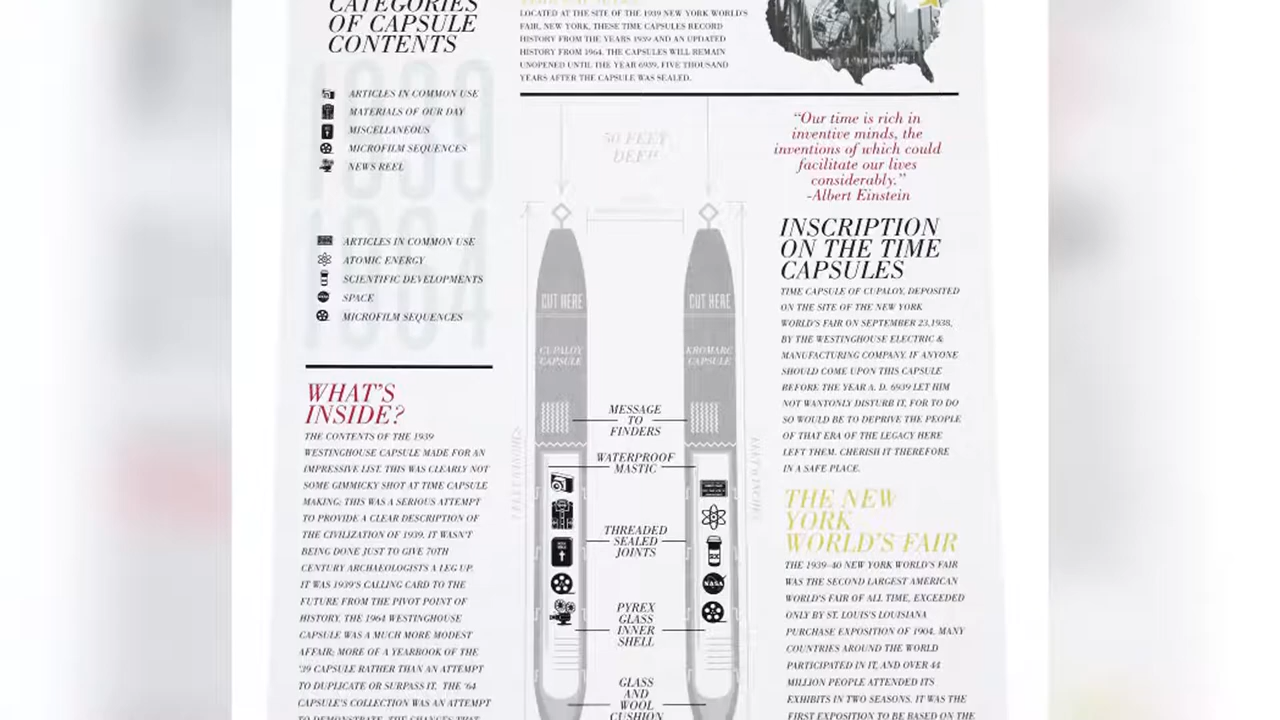 CATEGORIES
OF CAPSULE
CONTENTS
1939
ARTICLES IN COMMON USE
MATERIALS OF OUR DAY
MISCELLANEOUS
MICROFILM SEQUENCES
NEWS REEL
1964
ARTICLES IN COMMON USE
ATOMIC ENERGY
SCIENTIFIC DEVELOPMENTS
SPACE
MICROFILM SEQUENCES
WHAT'S
INSIDE?
THE CONTENTS OF THE 1939
WESTINGHOUSE CAPSULE MADE FOR AN
IMPRESSIVE LIST. THIS WAS CLEARLY NOT
SOME GIMMICKY SHOT AT TIME CAPSULE
MAKING; THIS WAS A SERIOUS ATTEMPT
TO PROVIDE A CLEAR DESCRIPTION OF
THE CIVILIZATION OF 1939. IT WASN'T
BEING DONE JUST TO GIVE 70TH
CENTURY ARCHAEOLOGISTS A LEG UP.
IT WAS 1939'S CALLING CARD TO THE
FUTURE FROM THE PIVOT POINT OF
HISTORY. THE 1964 WESTINGHOUSE
CAPSULE WAS A MUCH MORE MODEST
AFFAIR; MORE OF A YEARBOOK OF THE
'39 CAPSULE RATHER THAN AN ATTEMPT
TO DUPLICATE OR SURPASS IT. THE '64
CAPSULE'S COLLECTION WAS AN ATTEMPT
TO DEMONSTRATE THE CHANGES THAT
LOCATED AT THE SITE OF THE 1939 NEW YORK WORLD'S
FAIR, NEW YORK, THESE TIME CAPSULES RECORD
HISTORY FROM THE YEARS 1939 AND AN UPDATED
HISTORY FROM 1964. THE CAPSULES WILL REMAIN
UNOPENED UNTIL THE YEAR 6939, FIVE THOUSAND
YEARS AFTER THE CAPSULE WAS SEALED.
50 FEET
DEEP
CUT HERE
CUT HERE
CUPALOY
CAPSULE
KROMARC
CAPSULE
MESSAGE
TO
FINDERS
WATERPROOF
MASTIC
THREADED
SEALED
JOINTS
NASA
PYREX
GLASS
INNER
SHELL
GLASS
AND
WOOL
CUSHION
"Our time is rich in
inventive minds, the
inventions of which could
facilitate our lives
considerably."
-Albert Einstein
INSCRIPTION
ON THE TIME
CAPSULES
TIME CAPSULE OF CUPALOY, DEPOSITED
ON THE SITE OF THE NEW YORK
WORLD'S FAIR ON SEPTEMBER 23,1938,
BY THE WESTINGHOUSE ELECTRIC &
MANUFACTURING COMPANY. IF ANYONE
SHOULD COME UPON THIS CAPSULE
BEFORE THE YEAR A. D. 6939 LET HIM
NOT WANTONLY DISTURB IT, FOR TO DO
SO WOULD BE TO DEPRIVE THE PEOPLE
OF THAT ERA OF THE LEGACY HERE
LEFT THEM. CHERISH IT THEREFORE
IN A SAFE PLACE.
THE NEW
YORK
WORLD'S FAIR
THE 1939-40 NEW YORK WORLD'S FAIR
WAS THE SECOND LARGEST AMERICAN
WORLD'S FAIR OF ALL TIME, EXCEEDED
ONLY BY ST. LOUIS'S LOUISIANA
PURCHASE EXPOSITION OF 1904. MANY
COUNTRIES AROUND THE WORLD
PARTICIPATED IN IT, AND OVER 44
MILLION PEOPLE ATTENDED ITS
EXHIBITS IN TWO SEASONS. IT WAS THE
FIRST EXPOSITION TO BE BASED ON THE